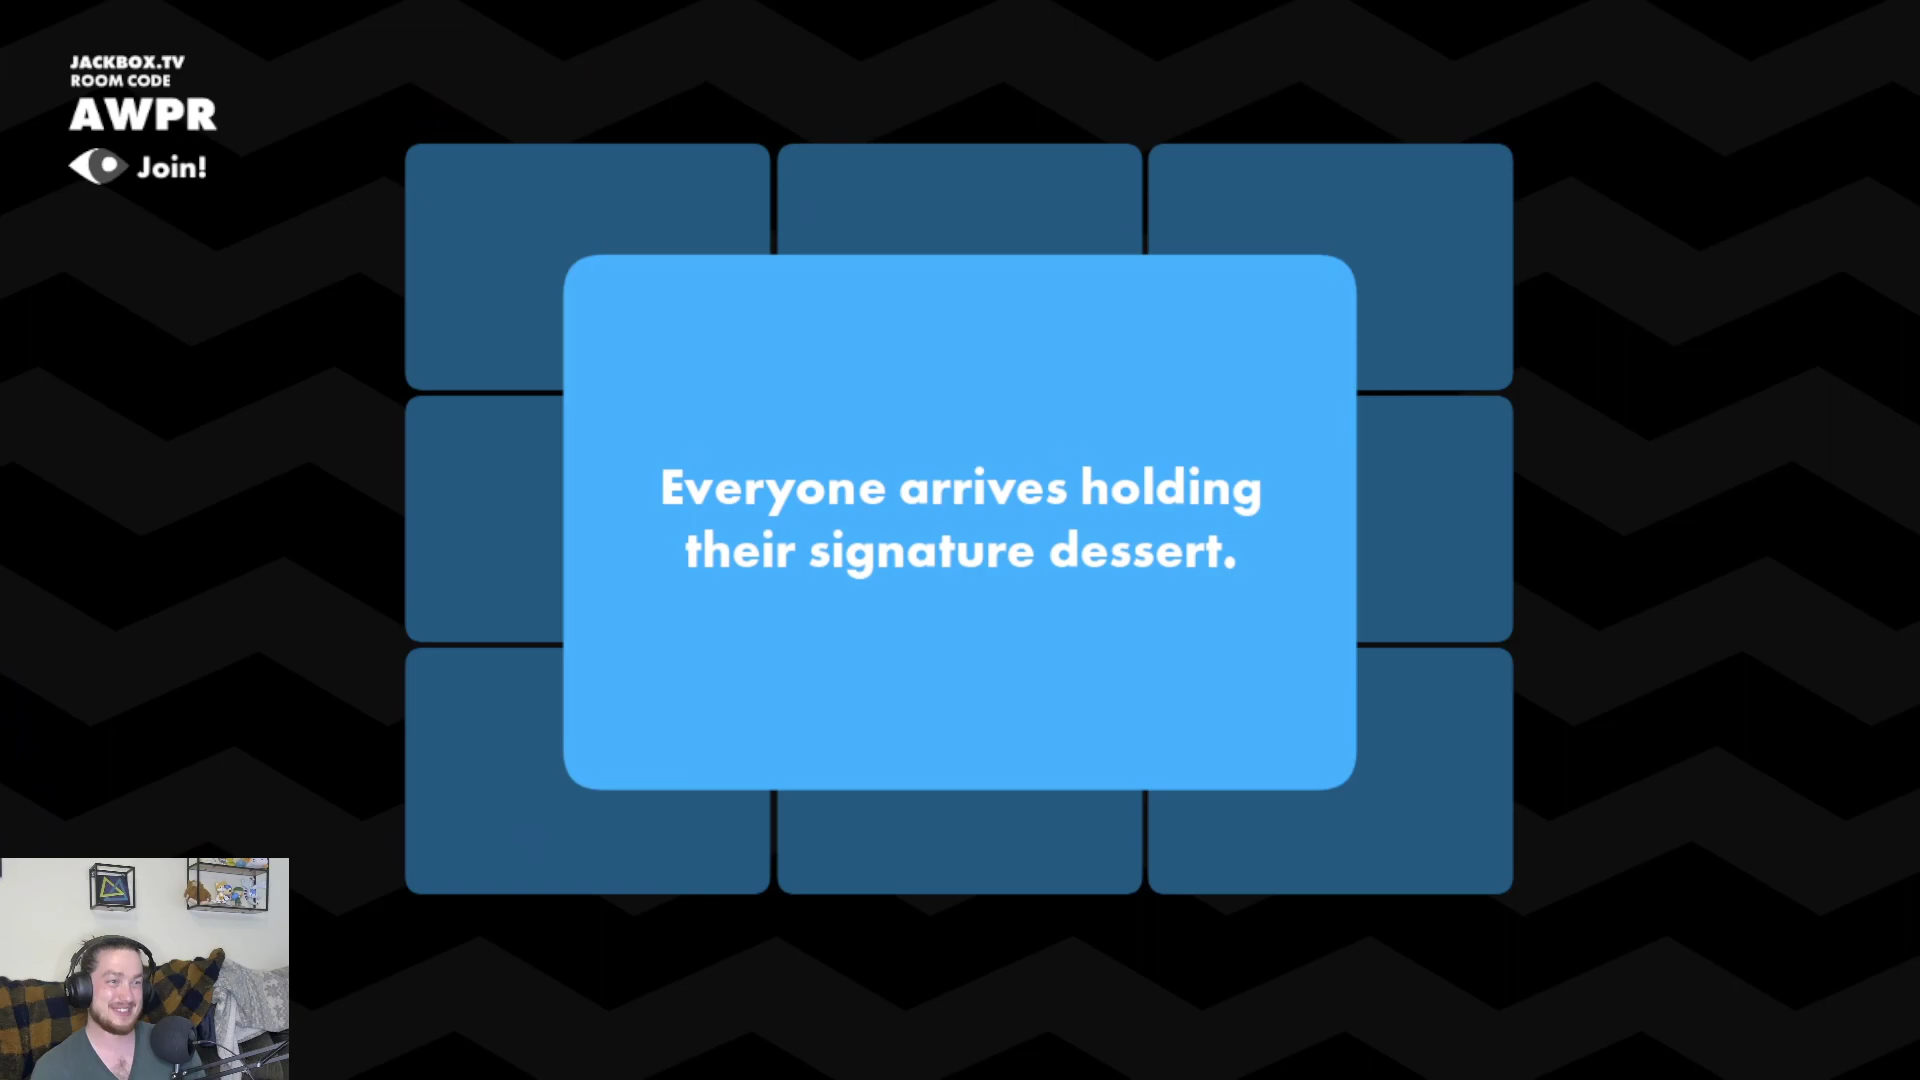 JACKBOX.TV
ROOM CODE
AWPR
Join!
Everyone arrives holding
their signature dessert.